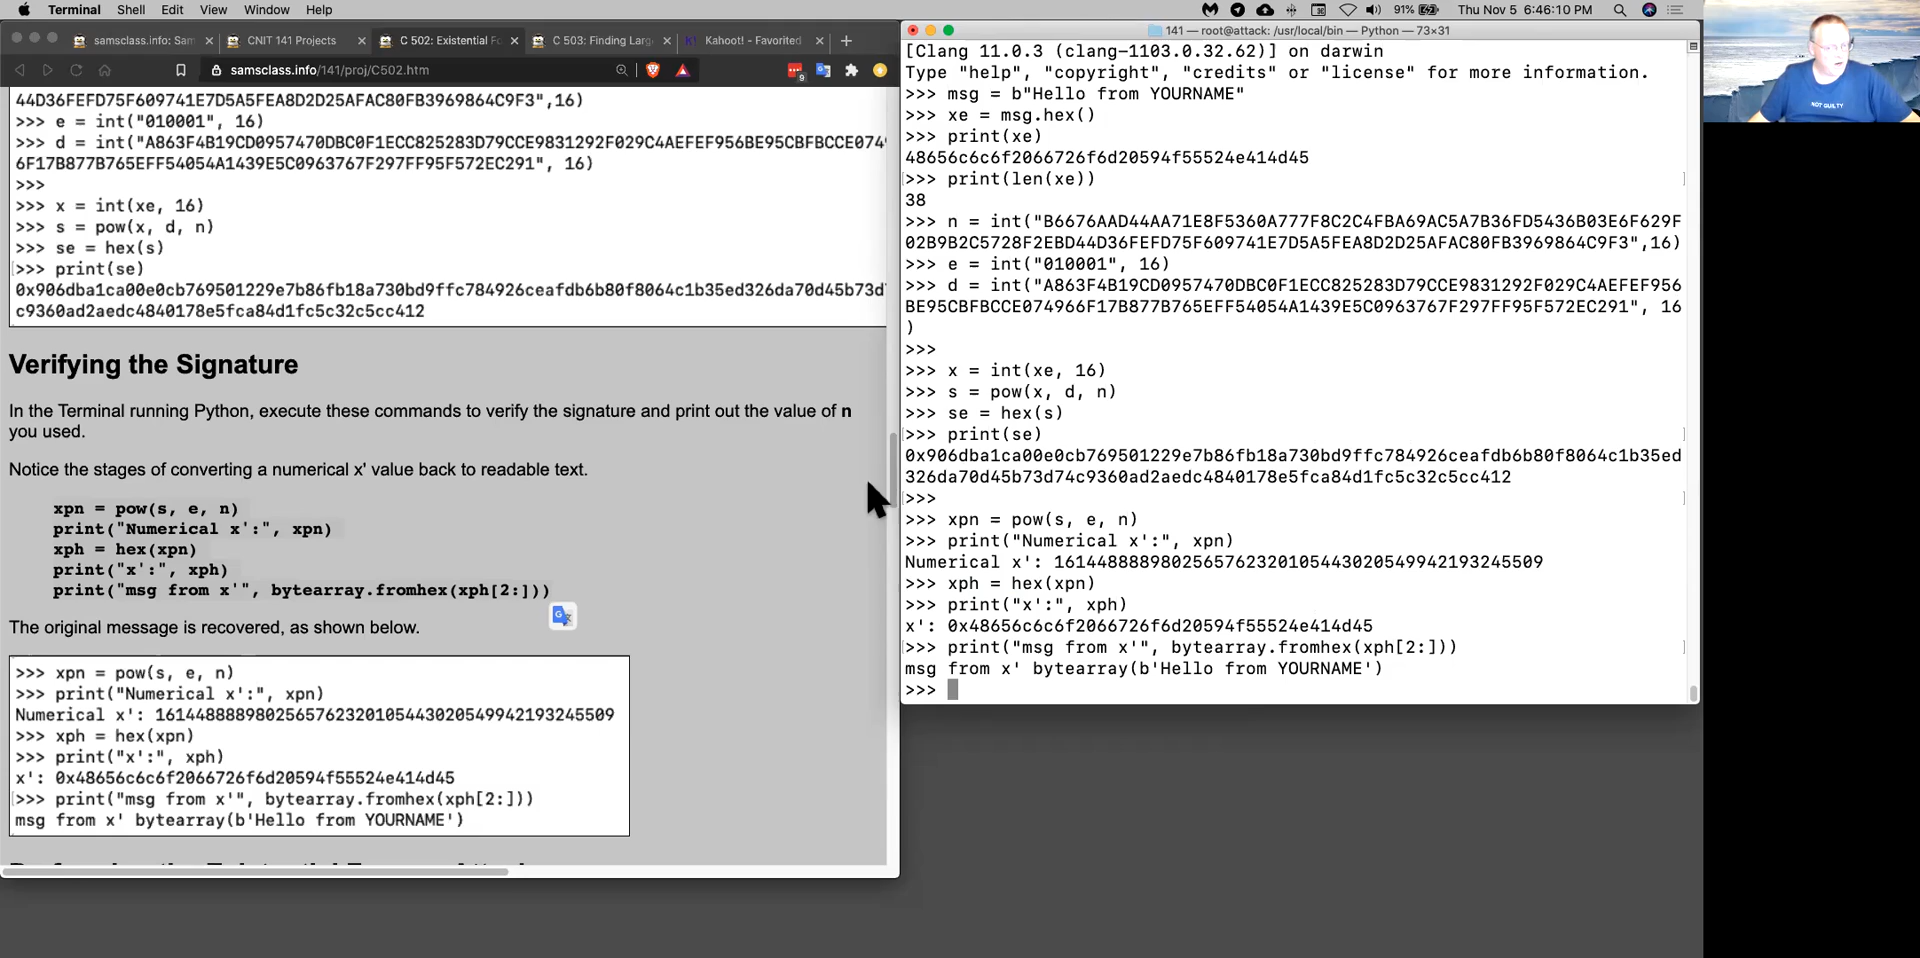 Terminal Shell Edit View Window Help
91% Thu Nov 5 6:46:10 PM
samsclass.info: Sam
CNIT 141 Projects
C 502: Existential Fo
C 503: Finding Larg
Kahoot! - Favorited
samsclass.info/141/proj/C502.htm
9
44D36FEFD75F609741E7D5A5FEA8D2D25AFAC80FB3969864C9F3",16)
>>> e = int("010001", 16)
>>> d = int("A863F4B19CD0957470DBC0F1ECC825283D79CCE9831292F029C4AEFEF956BE95CBFBCCE0749
6F17B877B765EFF54054A1439E5C0963767F297FF95F572EC291", 16)
>>>
>>> x = int(xe, 16)
>>> s = pow(x, d, n)
>>> se = hex(s)
[>>> print(se)
0x906dba1ca00e0cb769501229e7b86fb18a730bd9ffc784926ceafdb6b80f8064c1b35ed326da70d45b73d7
c9360ad2aedc4840178e5fca84d1fc5c32c5cc412
Verifying the Signature
In the Terminal running Python, execute these commands to verify the signature and print out the value of n
you used.
Notice the stages of converting a numerical x' value back to readable text.
xpn = pow(s, e, n)
print("Numerical x':", xpn)
xph = hex(xpn)
print("x':", xph)
print("msg from x'", bytearray.fromhex(xph[2:]))
The original message is recovered, as shown below.
>>> xpn = pow(s, e, n)
>>> print("Numerical x':", xpn)
Numerical x': 1614488889802565762320105443020549942193245509
>>> xph = hex(xpn)
>>> print("x':", xph)
x': 0x48656c6c6f2066726f6d20594f55524e414d45
[>>> print("msg from x'", bytearray.fromhex(xph[2:]))
msg from x' bytearray(b'Hello from YOURNAME')
141 — root@attack: /usr/local/bin — Python — 73×31
[Clang 11.0.3 (clang-1103.0.32.62)] on darwin
Type "help", "copyright", "credits" or "license" for more information.
>>> msg = b"Hello from YOURNAME"
>>> xe = msg.hex()
>>> print(xe)
48656c6c6f2066726f6d20594f55524e414d45
[>>> print(len(xe)) ]
38
>>> n = int("B6676AAD44AA71E8F5360A777F8C2C4FBA69AC5A7B36FD5436B03E6F629F
02B9B2C5728F2EBD44D36FEFD75F609741E7D5A5FEA8D2D25AFAC80FB3969864C9F3",16)
>>> e = int("010001", 16)
>>> d = int("A863F4B19CD0957470DBC0F1ECC825283D79CCE9831292F029C4AEFEF956
BE95CBFBCCE074966F17B877B765EFF54054A1439E5C0963767F297FF95F572EC291", 16
)
>>>
>>> x = int(xe, 16)
>>> s = pow(x, d, n)
>>> se = hex(s)
[>>> print(se) ]
0x906dba1ca00e0cb769501229e7b86fb18a730bd9ffc784926ceafdb6b80f8064c1b35ed
326da70d45b73d74c9360ad2aedc4840178e5fca84d1fc5c32c5cc412
[>>> ]
>>> xpn = pow(s, e, n)
>>> print("Numerical x':", xpn)
Numerical x': 1614488889802565762320105443020549942193245509
>>> xph = hex(xpn)
>>> print("x':", xph)
x': 0x48656c6c6f2066726f6d20594f55524e414d45
[>>> print("msg from x'", bytearray.fromhex(xph[2:])) ]
msg from x' bytearray(b'Hello from YOURNAME')
>>>
NOT GUILTY